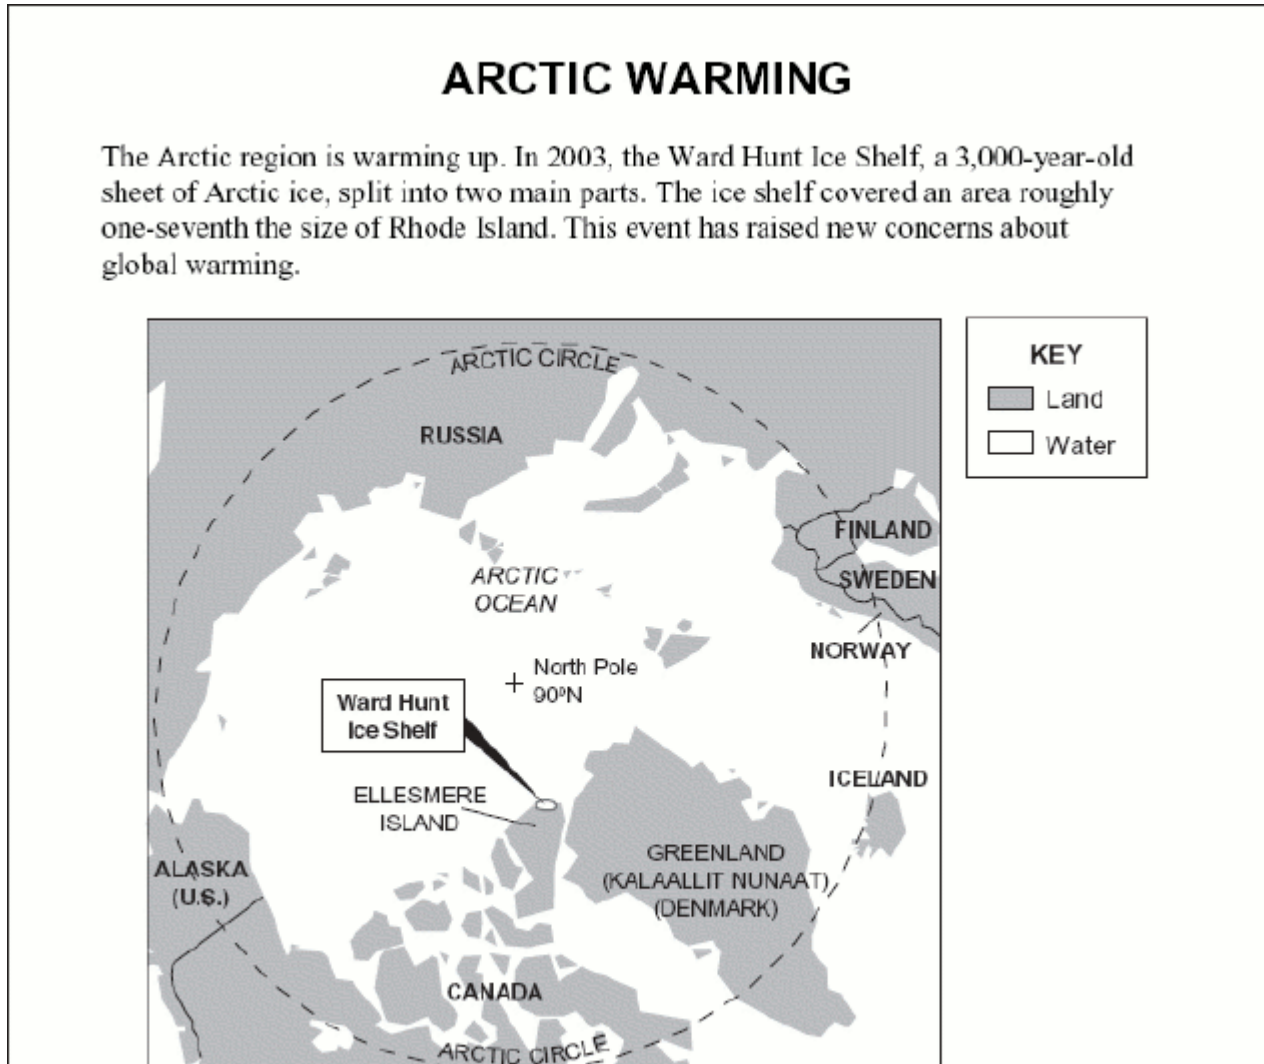 ARCTIC WARMING
The Arctic region is warming up. In 2003, the Ward Hunt Ice Shelf, a 3,000-year-old
sheet of Arctic ice, split into two main parts. The ice shelf covered an area roughly
one-seventh the size of Rhode Island. This event has raised new concerns about
global warming.
ARCTIC CIRCLE
RUSSIA
KEY
Land
Water
FINLAND
SWEDEN
NORWAY
ARCTIC
OCEAN
North Pole
90ºN
Ward Hunt
Ice Shelf
ELLESMERE
ISLAND
ICELAND
GREENLAND
(KALAALLIT NUNAAT)
(DENMARK)
ALASKA
(U.S.)
CANADA
ARCTIC CIRCLE